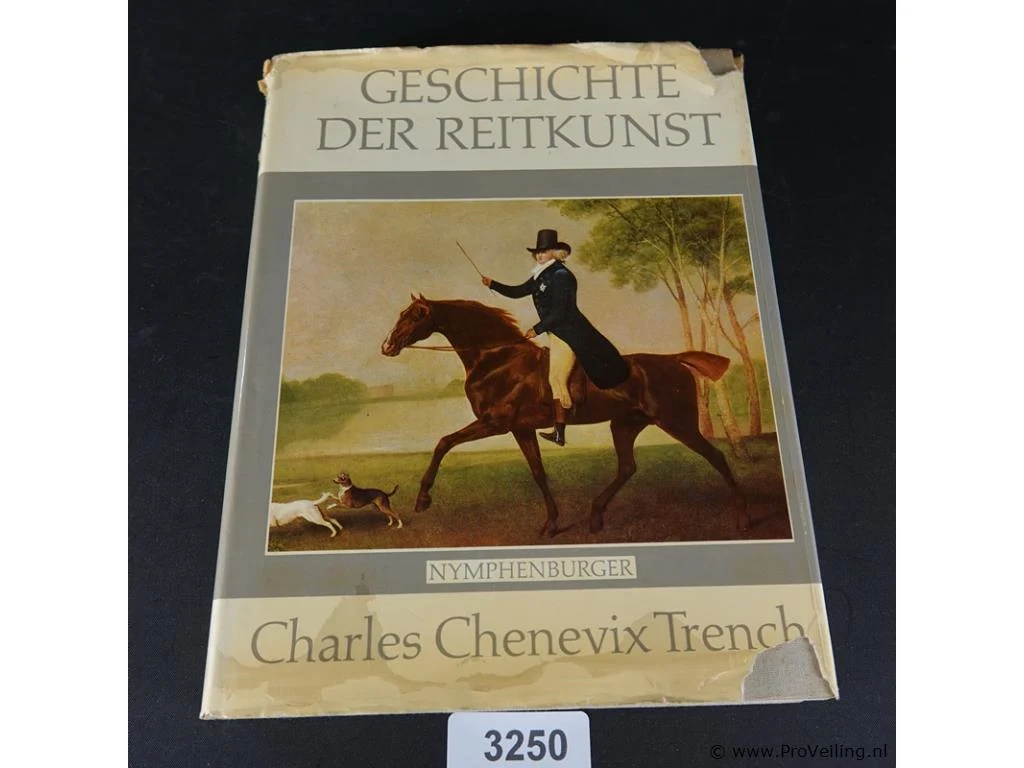 GESCHICHTE
DER REITKUNST
NYMPHENBURGER
Charles Chenevix Trench
3250
© www.ProVeiling.nl